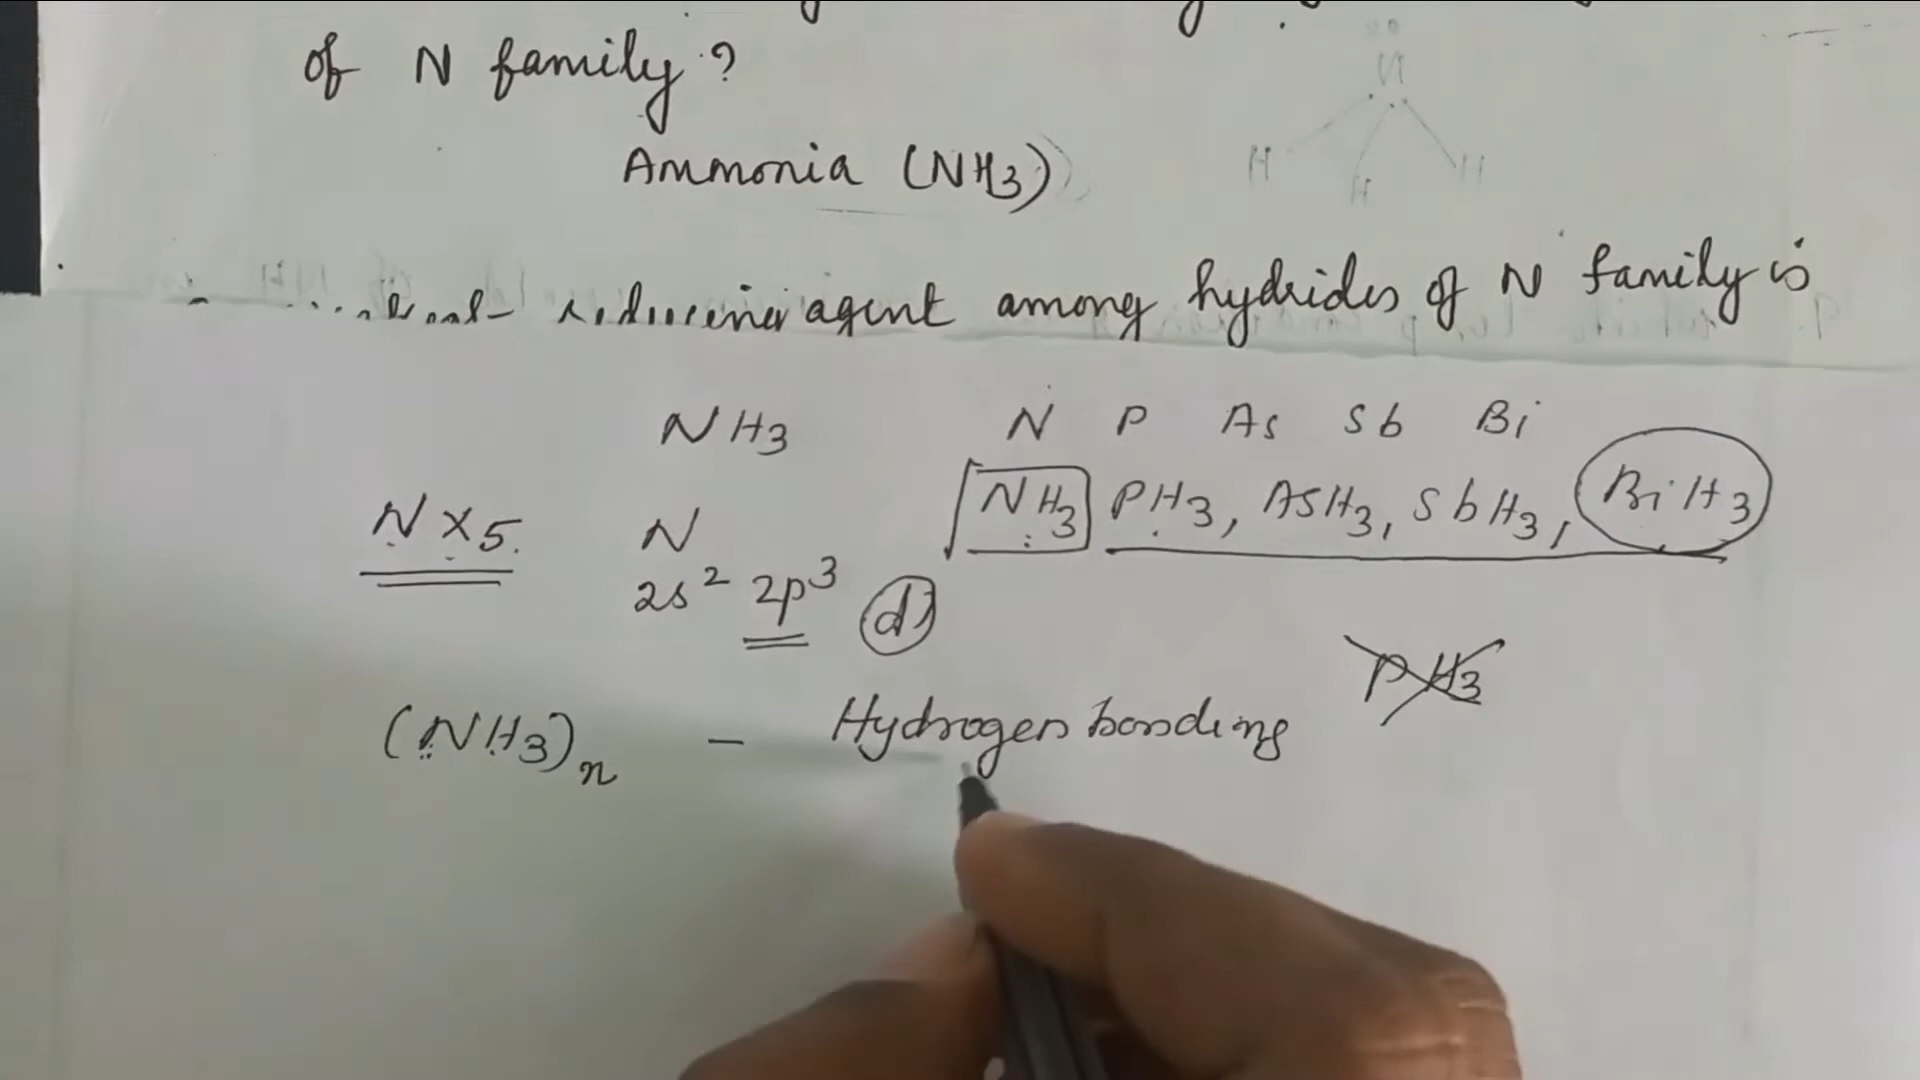 of N family?
Ammonia (NH3)
agent among hydrides of N family is
NH3 N P As Sb Bi
NH3 PH3, AsH3, SbH3, BiH3
NX5. N
2s² 2p³ d
PH3
(NH3)n - Hydrogen bonding